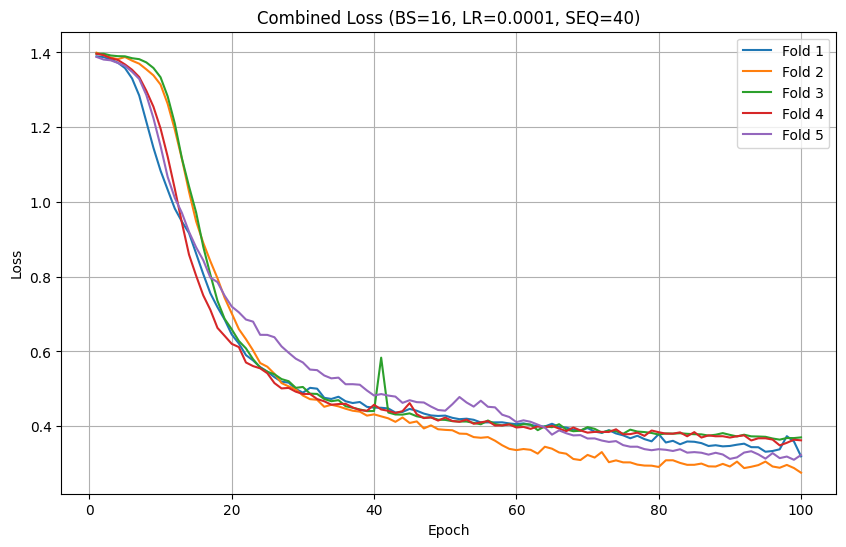 Combined Loss (BS=16, LR=0.0001, SEQ=40)
Fold 1
Fold 2
Fold 3
Fold 4
Fold 5
Loss
1.4
1.2
1.0
0.8
0.6
0.4
0 20 40 60 80 100
Epoch